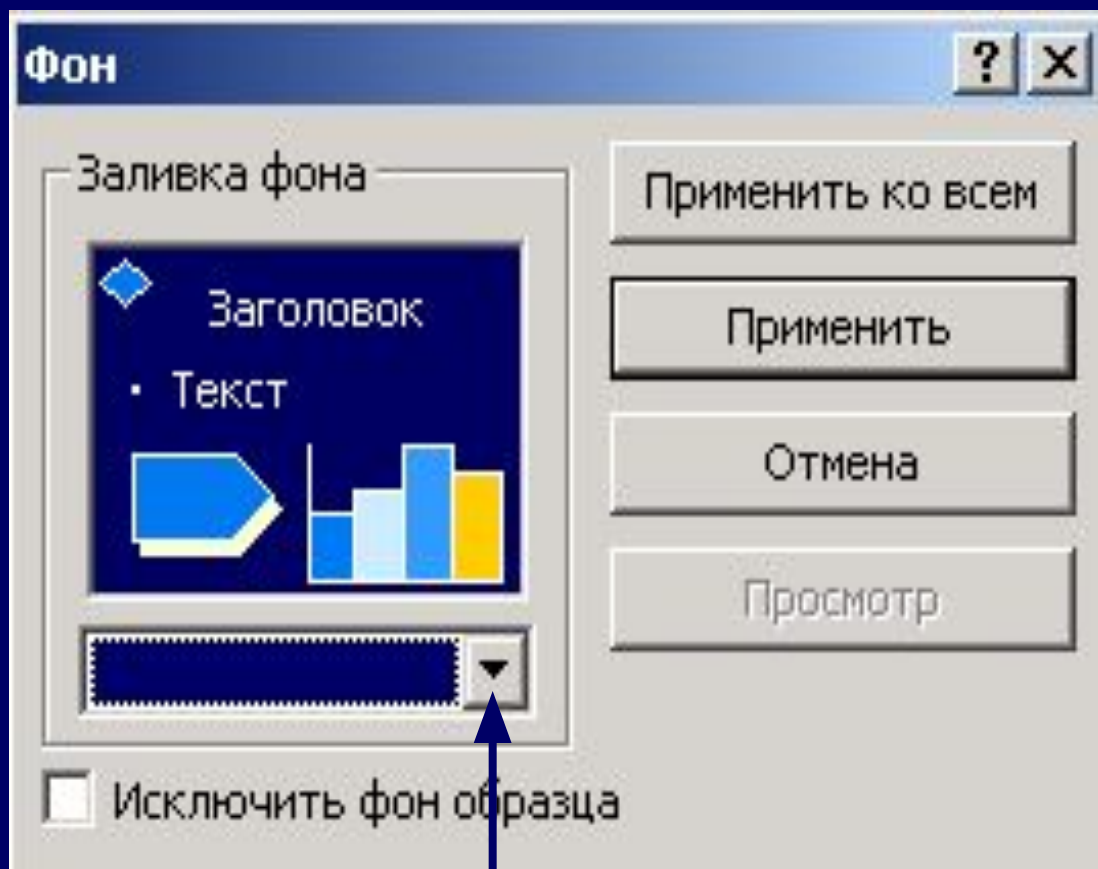 Фон
Заливка фона
Заголовок
· Текст
Применить ко всем
Применить
Отмена
Просмотр
Исключить фон образца